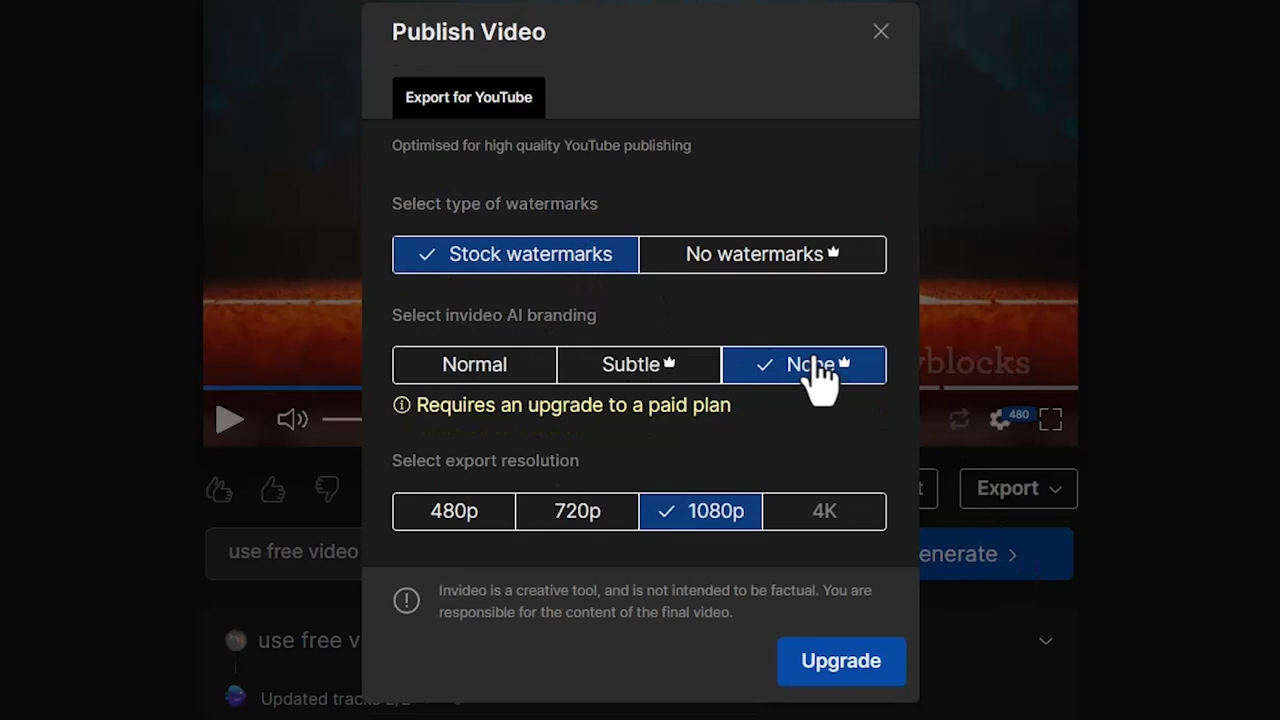 Publish Video
Export for YouTube
Optimised for high quality YouTube publishing
Select type of watermarks
Stock watermarks
No watermarks
Select invideo AI branding
Normal
Subtle
None
Requires an upgrade to a paid plan
yblocks
480
Select export resolution
480p
720p
1080p
4K
Export
use free video
enerate >
Invideo is a creative tool, and is not intended to be factual. You are
responsible for the content of the final video.
use free v
Upgrade
Updated tracks 2/2